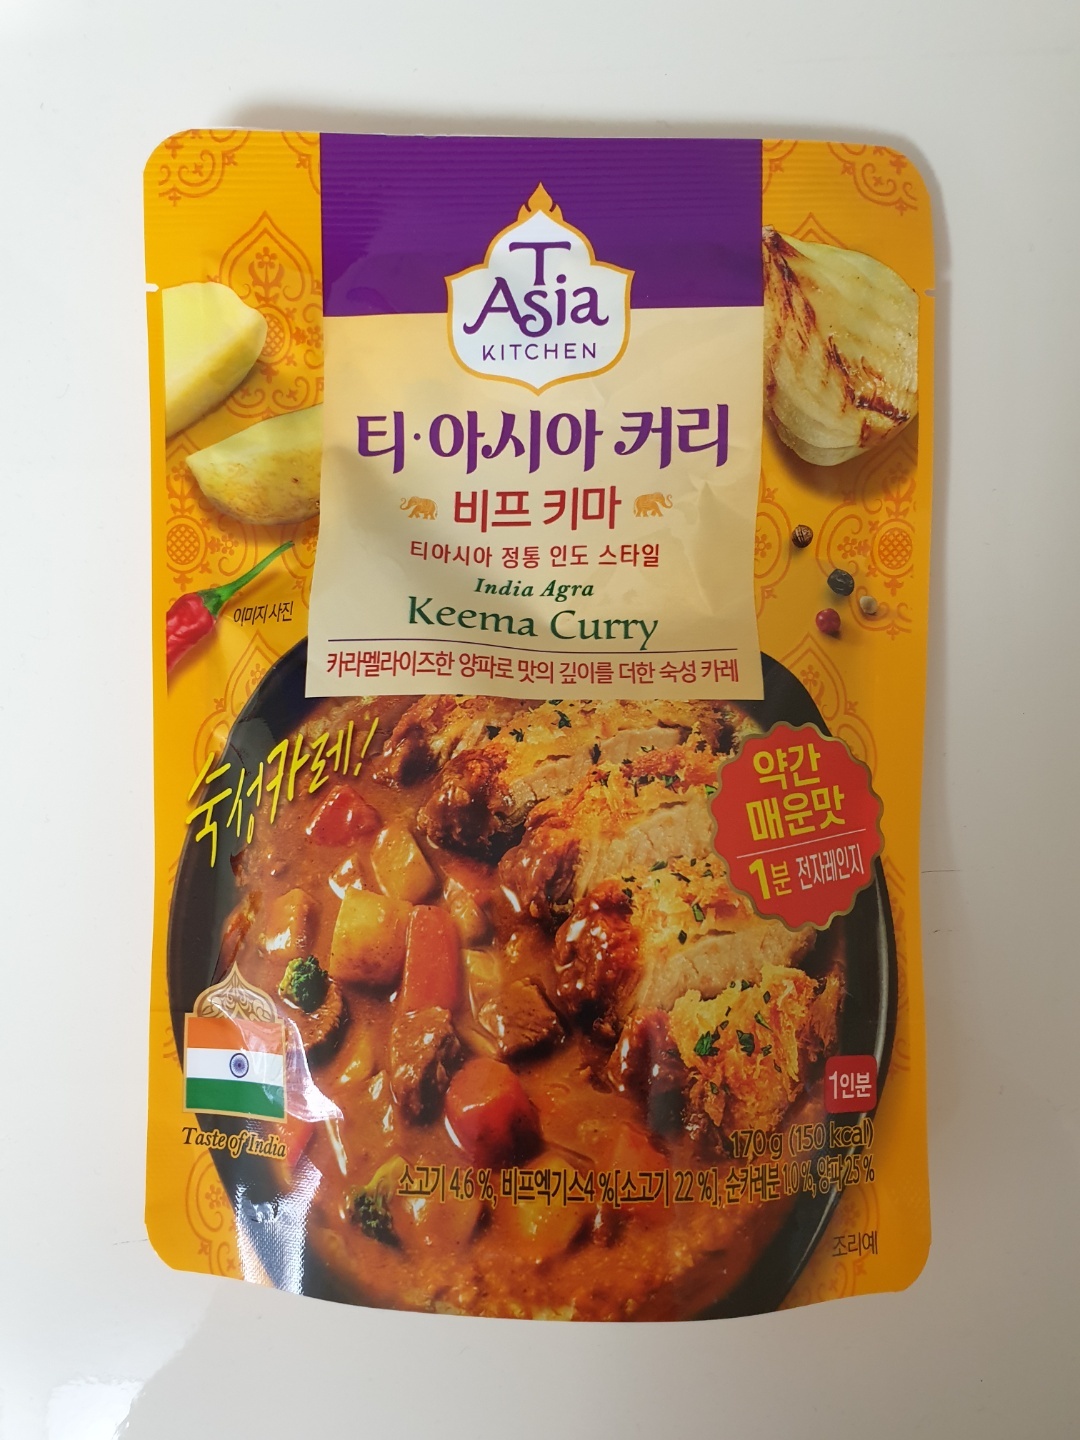 T
Asia
KITCHEN
티·아시아 커리
비프 키마
티아시아 정통 인도 스타일
India Agra
Keema Curry
카라멜라이즈한 양파로 맛의 깊이를 더한 숙성 카레
이미지 사진
숙성카레!
약간
매운맛
1분 전자레인지
Taste of India
1인분
170 g (150 kcal)
소고기 4.6 %, 비프엑기스4 %[소고기 22 %], 순카레분 1.0 %, 양파 25 %
조리예